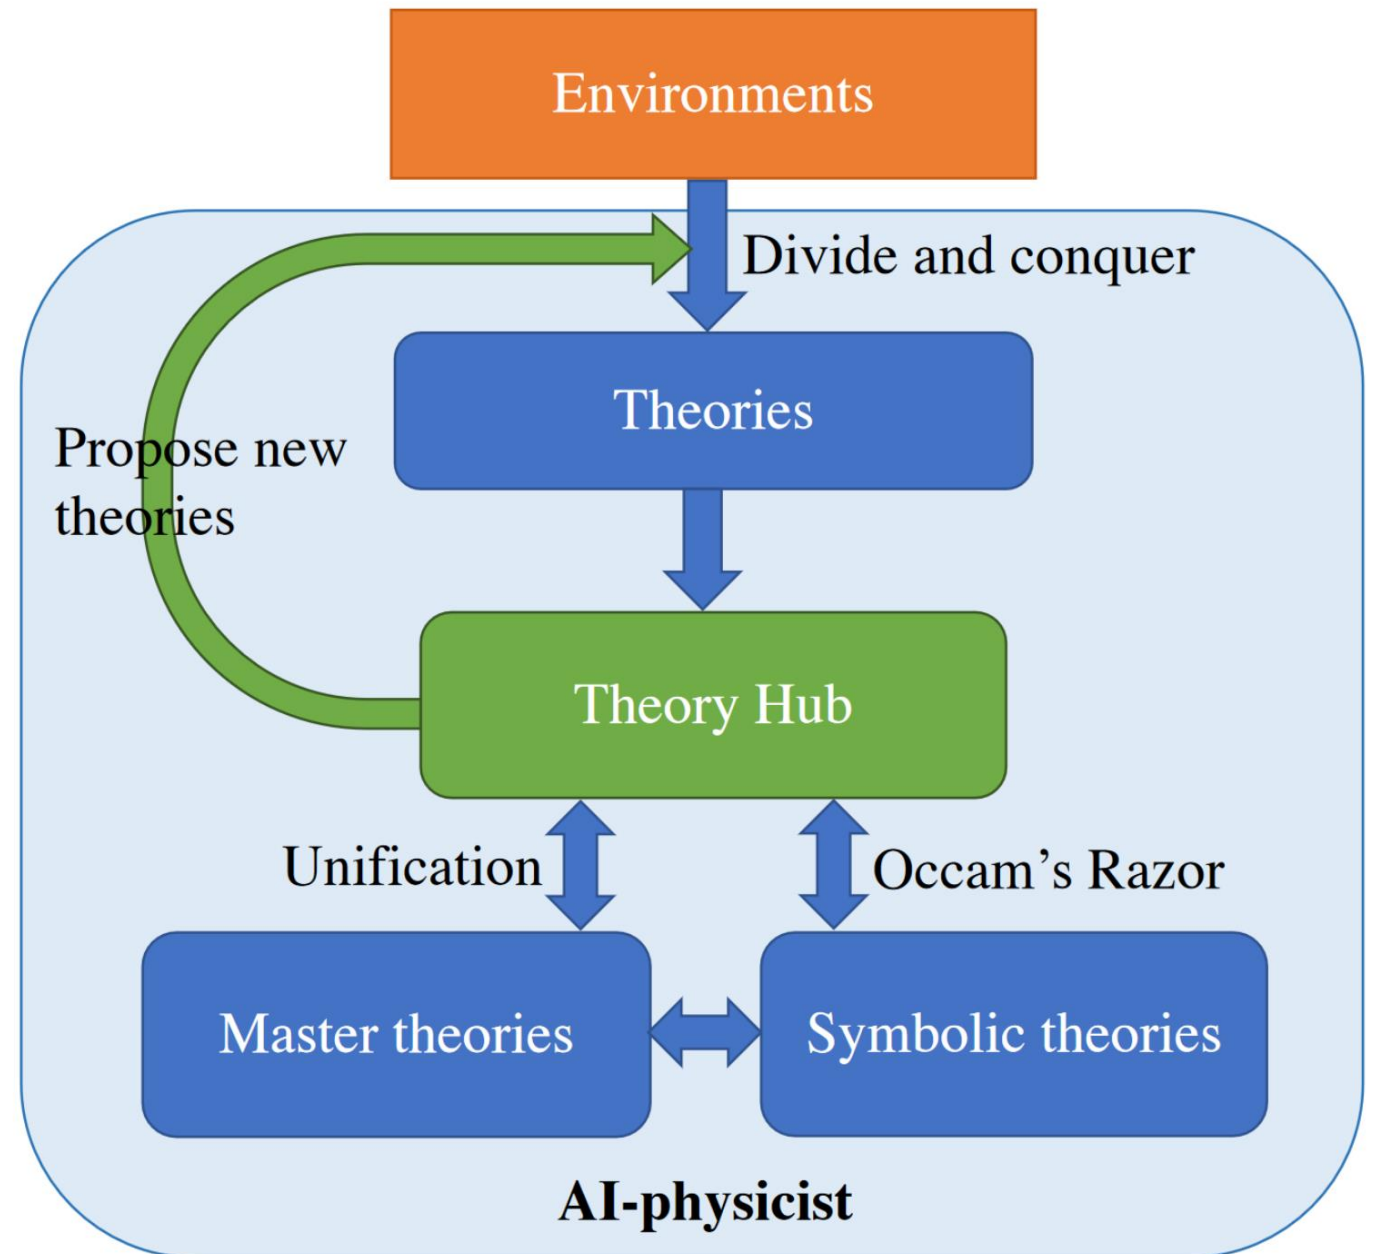 Environments
Divide and conquer
Theories
Propose new
theories
Theory Hub
Unification
Occam’s Razor
Master theories
Symbolic theories
AI-physicist